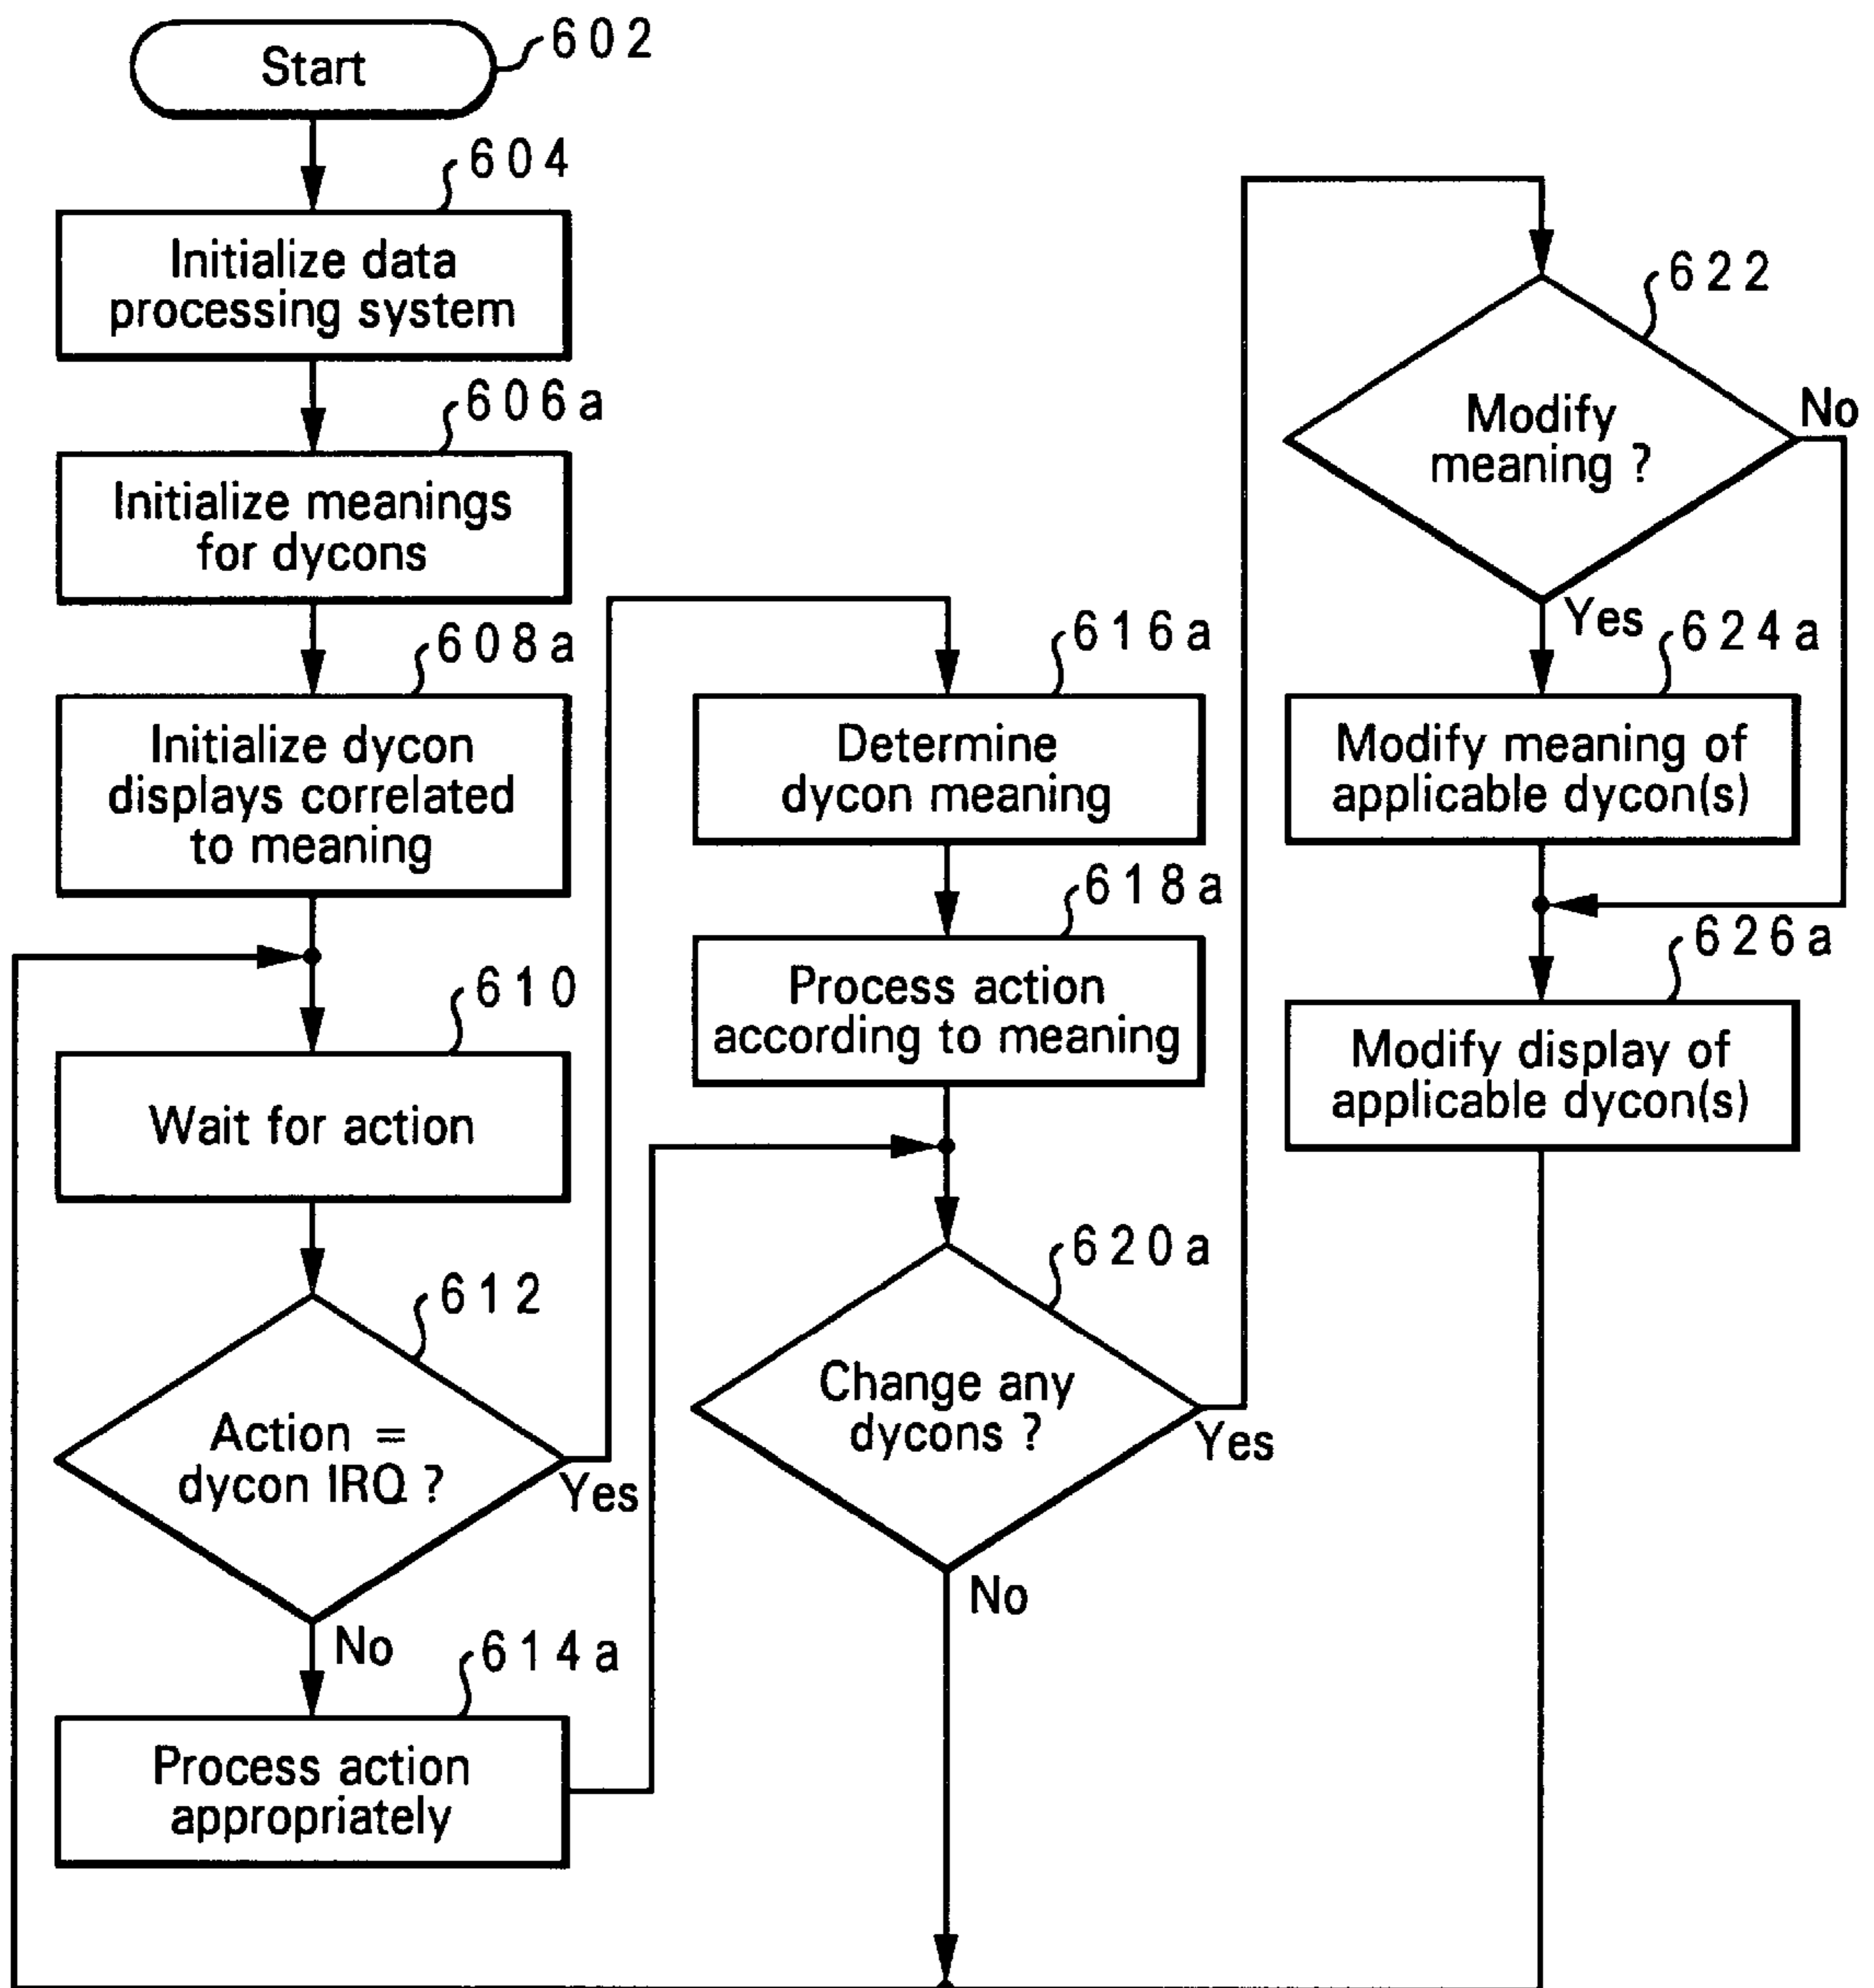 Start
602
604
Initialize data
processing system
606a
Initialize meanings
for dycons
608a
Initialize dycon
displays correlated
to meaning
610
Wait for action
612
Action =
dycon IRQ ?
Yes
No
614a
Process action
appropriately
616a
Determine
dycon meaning
618a
Process action
according to meaning
620a
Change any
dycons ?
Yes
No
622
Modify
meaning ?
No
Yes
624a
Modify meaning of
applicable dycon(s)
626a
Modify display of
applicable dycon(s)